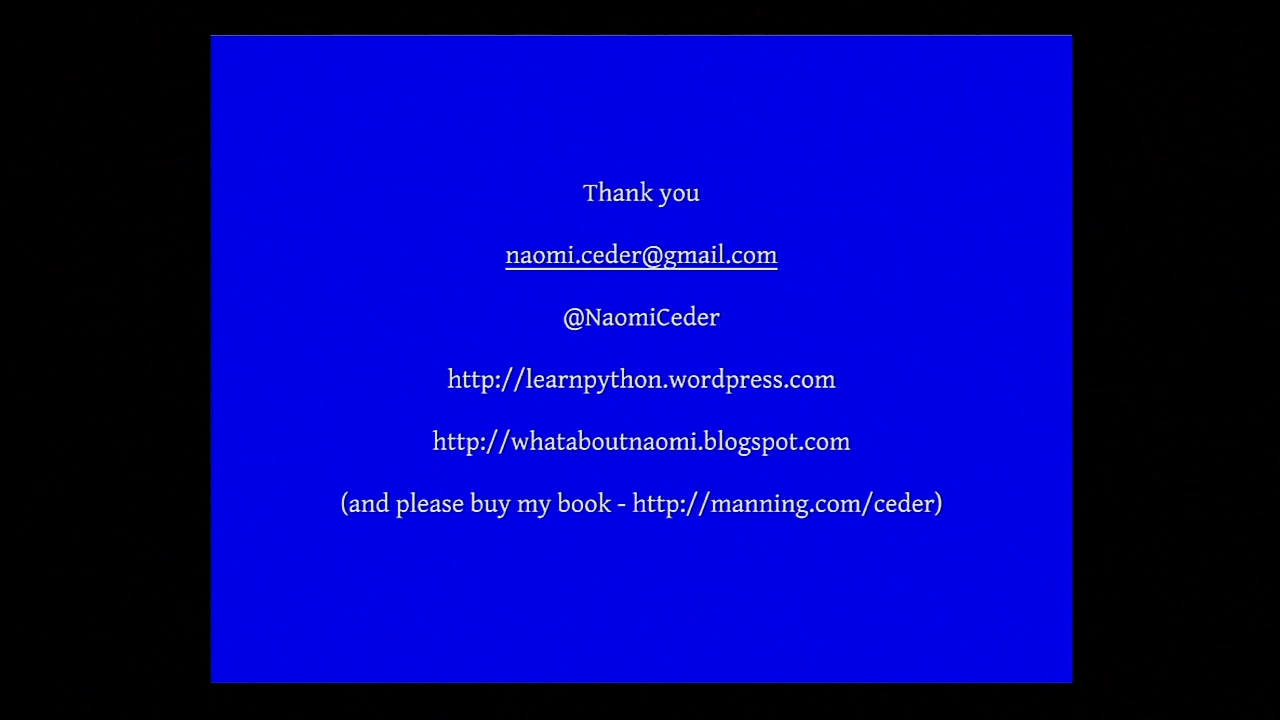 Thank you
naomi.ceder@gmail.com
@NaomiCeder
http://learnpython.wordpress.com
http://whataboutnaomi.blogspot.com
(and please buy my book - http://manning.com/ceder)